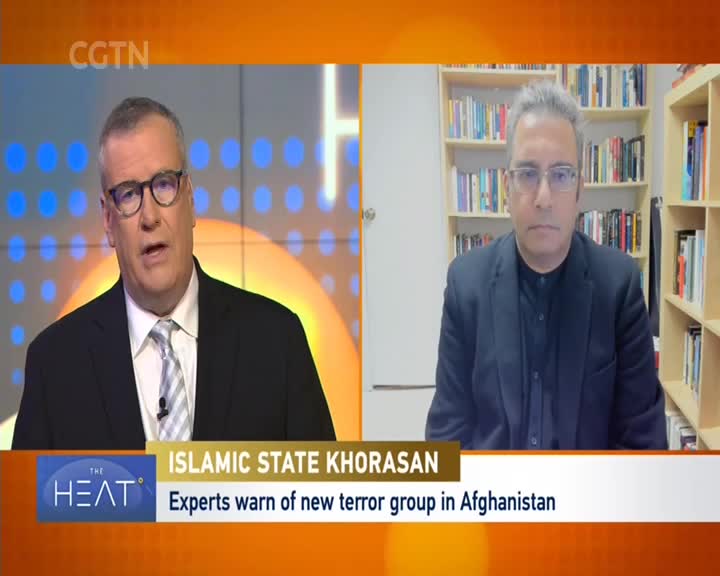 CGTN
H
ISLAMIC STATE KHORASAN
THE
HEAT
Experts warn of new terror group in Afghanistan